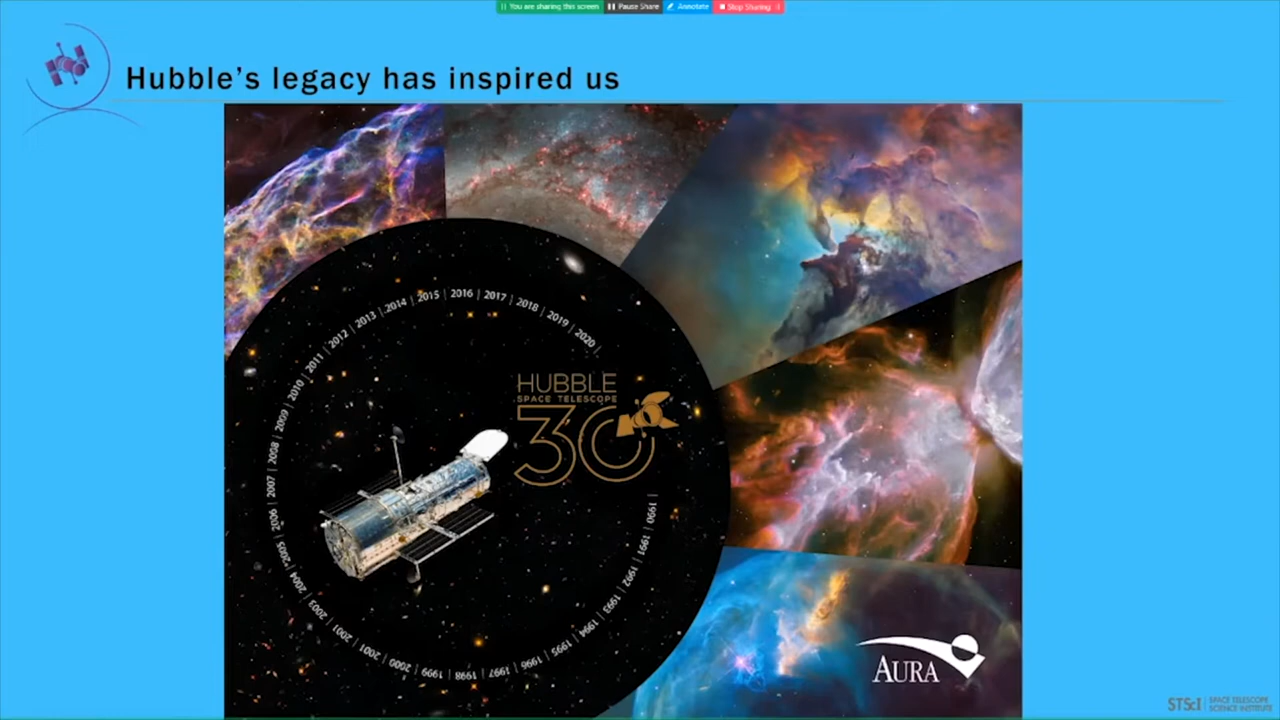 You are sharing this screen
Pause Share
Annotate
Stop Sharing
Hubble's legacy has inspired us
HUBBLE
SPACE TELESCOPE
30
1990 | 1991 | 1992 | 1993 | 1994 | 1995 | 1996 | 1997 | 1998 | 1999 | 2000 | 2001 | 2001 | 2003 | 2004 | 2005 | 2006 | 2007 | 2008 | 2009 | 2010 | 2011 | 2012 | 2013 | 2014 | 2015 | 2016 | 2017 | 2018 | 2019 | 2020 |
AURA
STScI | SPACE TELESCOPE
SCIENCE INSTITUTE